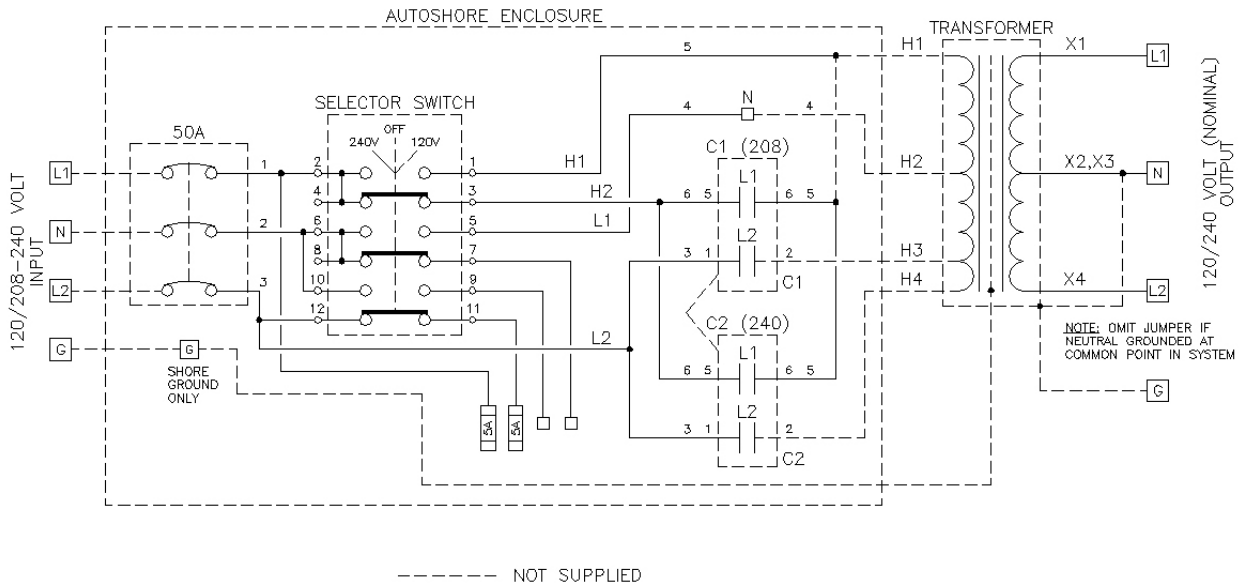 AUTOSHORE ENCLOSURE
TRANSFORMER
5
H1
X1
L1
SELECTOR SWITCH
N
4
4
50A
OFF
240V
120V
C1 (208)
H1
H2
X2,X3
N
L1
1
2
1
H2
L1
6 5
6 5
4
3
N
2
6
5
L1
L2
H3
8
7
3 1
2
L2
3
10
9
C1
H4
X4
L2
12
11
C2 (240)
120/208-240 VOLT
INPUT
120/240 VOLT (NOMINAL)
OUTPUT
NOTE: OMIT JUMPER IF
NEUTRAL GROUNDED AT
COMMON POINT IN SYSTEM
G
G
SHORE
GROUND
ONLY
L2
L1
6 5
6 5
G
5A
5A
L2
3 1
2
C2
NOT SUPPLIED